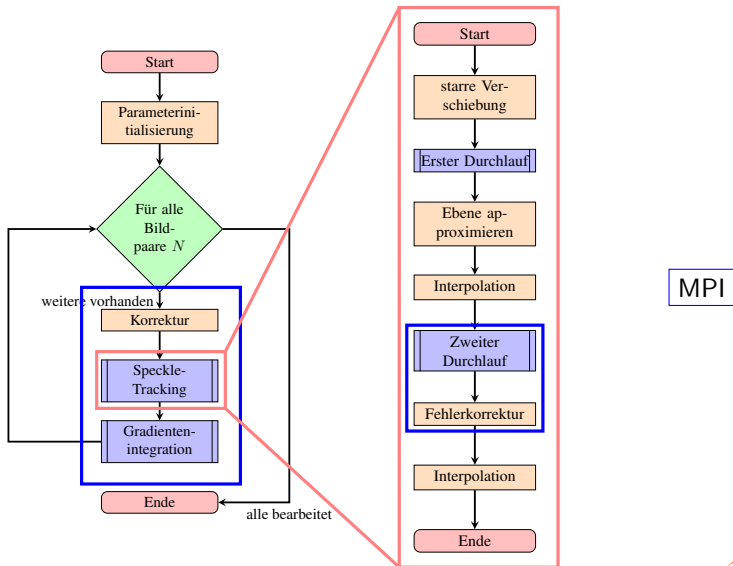 Start
Parameterini-
tialisierung
Für alle
Bild-
paare N
weitere vorhanden
Korrektur
Speckle-
Tracking
Gradienten-
integration
Ende
alle bearbeitet
Start
starre Ver-
schiebung
Erster Durchlauf
Ebene ap-
proximieren
Interpolation
Zweiter
Durchlauf
Fehlerkorrektur
Interpolation
Ende
MPI